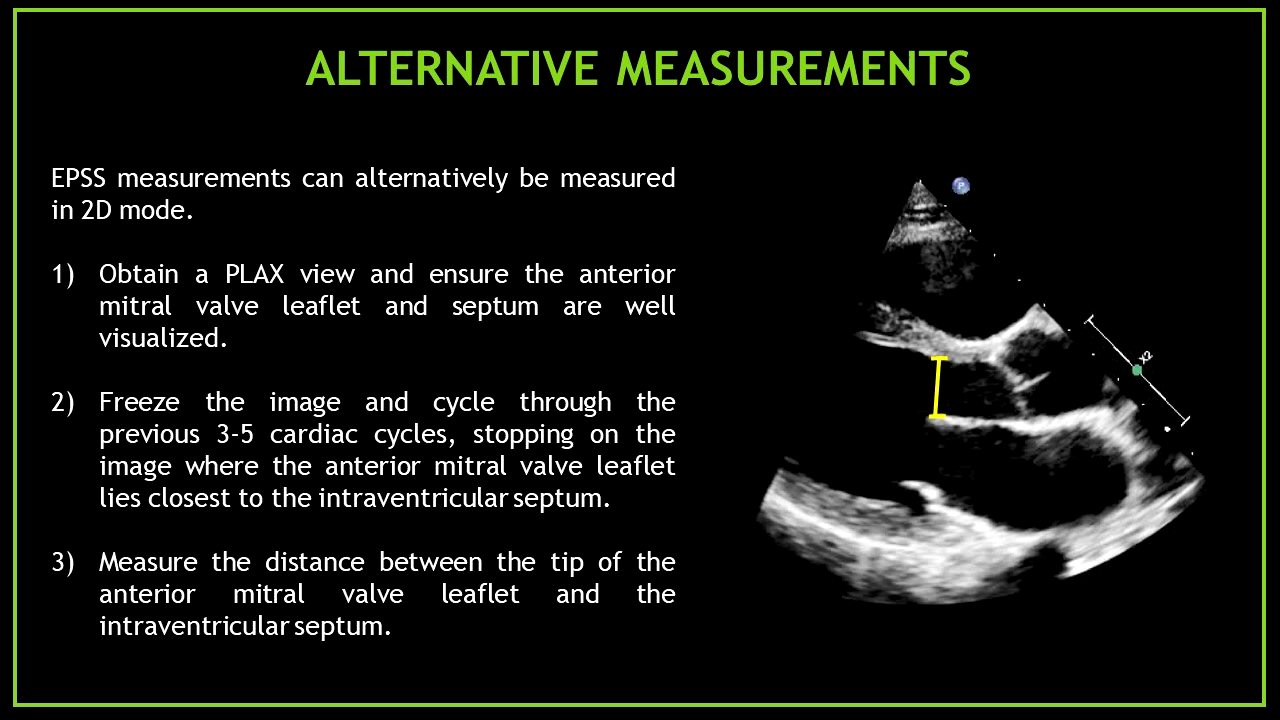 ALTERNATIVE MEASUREMENTS
EPSS measurements can alternatively be measured
in 2D mode.
1) Obtain a PLAX view and ensure the anterior
mitral valve leaflet and septum are well
visualized.
2) Freeze the image and cycle through the
previous 3-5 cardiac cycles, stopping on the
image where the anterior mitral valve leaflet
lies closest to the intraventricular septum.
3) Measure the distance between the tip of the
anterior mitral valve leaflet and the
intraventricular septum.
P
X2